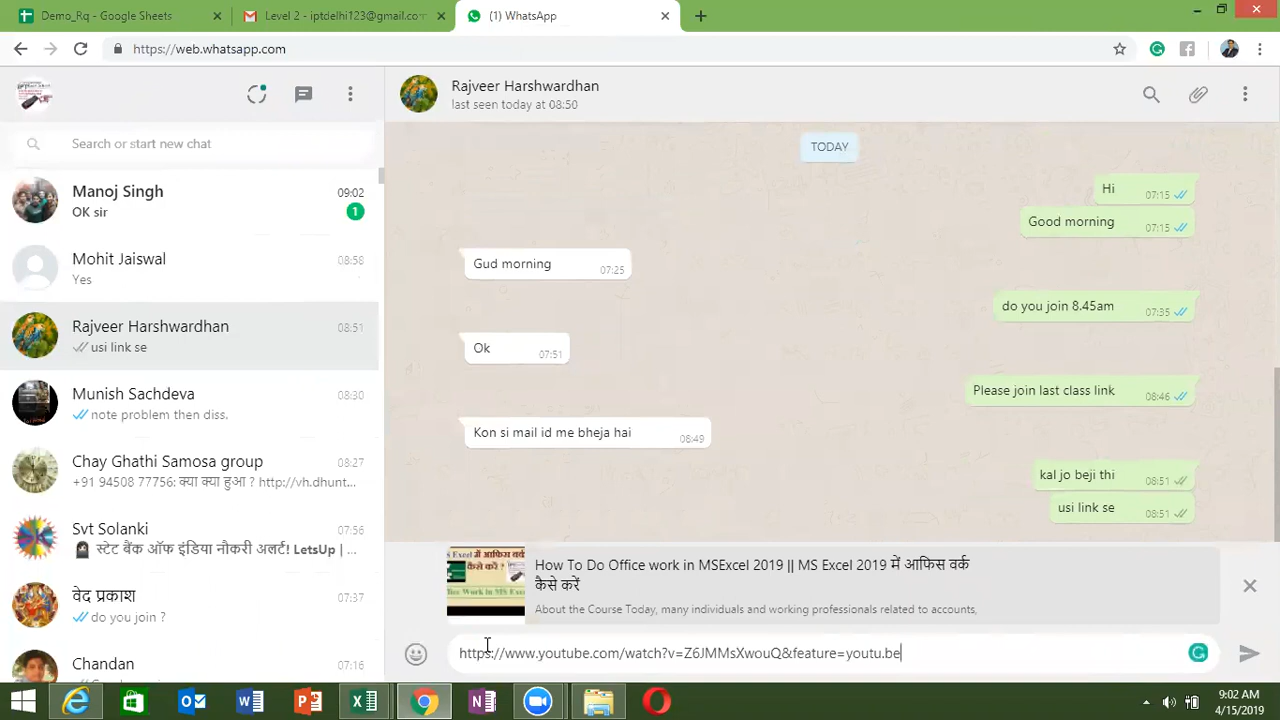 Demo_Rq - Google Sheets
Level 2 - iptdelhi123@gmail.com
(1) WhatsApp
https://web.whatsapp.com
Rajveer Harshwardhan
last seen today at 08:50
Search or start new chat
Manoj Singh 09:02
OK sir 1
Mohit Jaiswal 08:58
Yes
Rajveer Harshwardhan 08:51
usi link se
Munish Sachdeva 08:30
note problem then diss.
Chay Ghathi Samosa group 08:27
+91 94508 77756: क्या क्या हुआ ? http://vh.dhunt...
Svt Solanki 07:56
स्टेट बैंक ऑफ इंडिया नौकरी अलर्ट! LetsUp | ...
वेद प्रकाश 07:37
do you join ?
Chandan 07:16
TODAY
Hi 07:15
Good morning 07:15
Gud morning 07:25
do you join 8.45am 07:35
Ok 07:51
Please join last class link 08:46
Kon si mail id me bheja hai 08:49
kal jo beji thi 08:51
usi link se 08:51
How To Do Office work in MSExcel 2019 || MS Excel 2019 में आफिस वर्क
कैसे करें
About the Course Today, many individuals and working professionals related to accounts,
https://www.youtube.com/watch?v=Z6JMMsXwouQ&feature=youtu.be
9:02 AM
4/15/2019